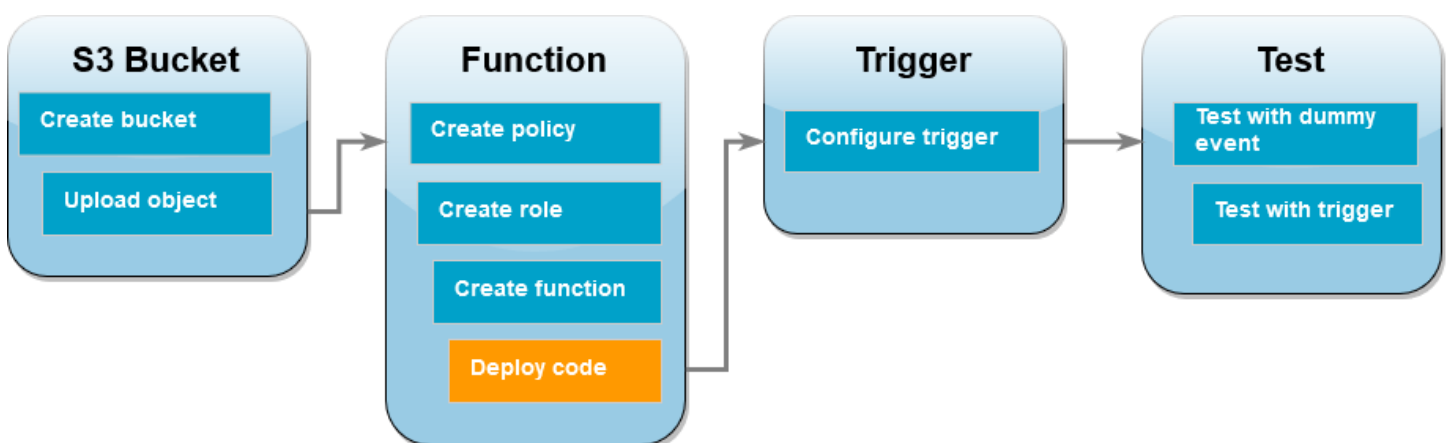 S3 Bucket
Create bucket
Upload object
Function
Create policy
Create role
Create function
Deploy code
Trigger
Configure trigger
Test
Test with dummy
event
Test with trigger